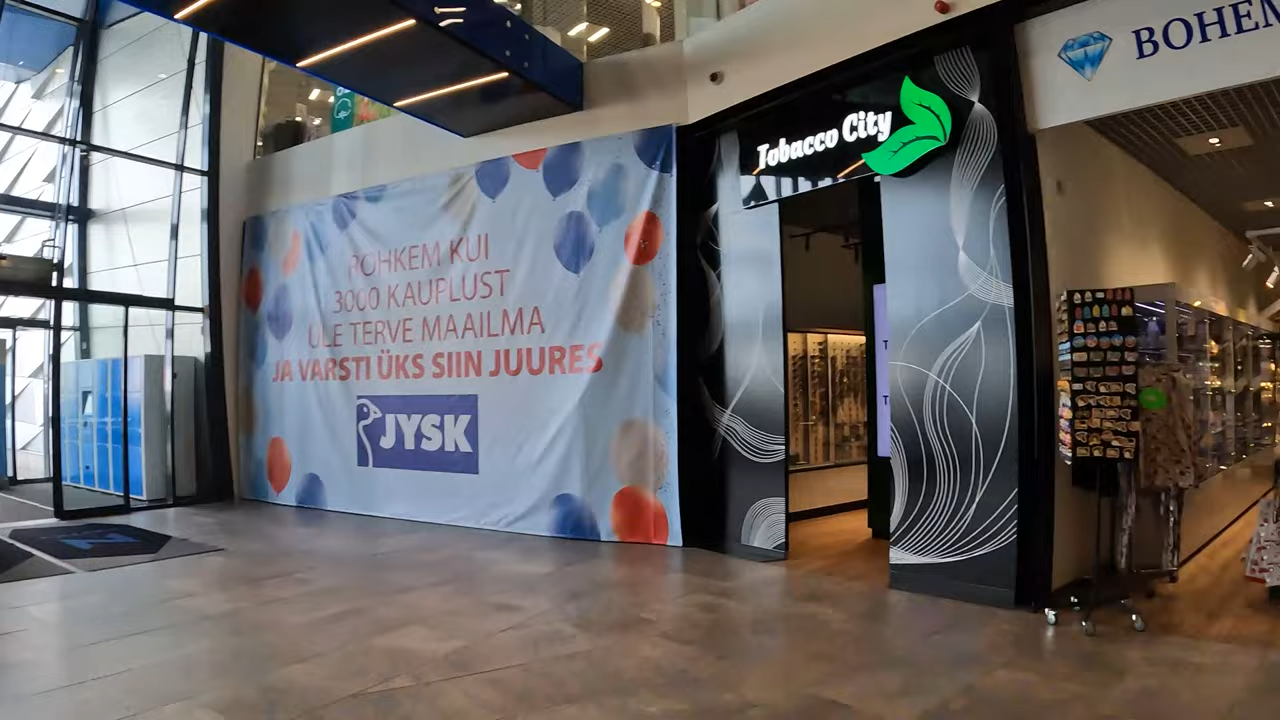 ROHKEM KUI
3000 KAUPLUST
ÜLE TERVE MAAILMA
JA VARSTI ÜKS SIIN JUURES
JYSK
Tobacco City
BOHEM